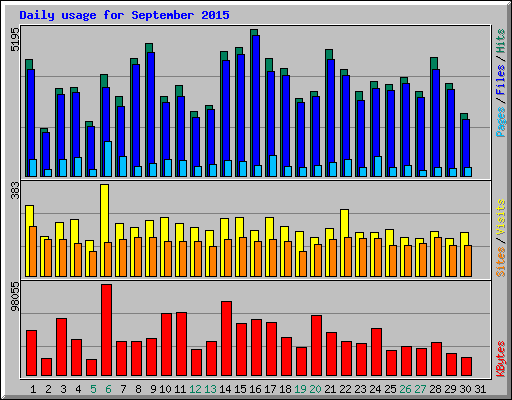 Daily usage for September 2015
5195
Pages / Files / Hits
383
Sites / Visits
98055
KBytes
1 2 3 4 5 6 7 8 9 10 11 12 13 14 15 16 17 18 19 20 21 22 23 24 25 26 27 28 29 30 31